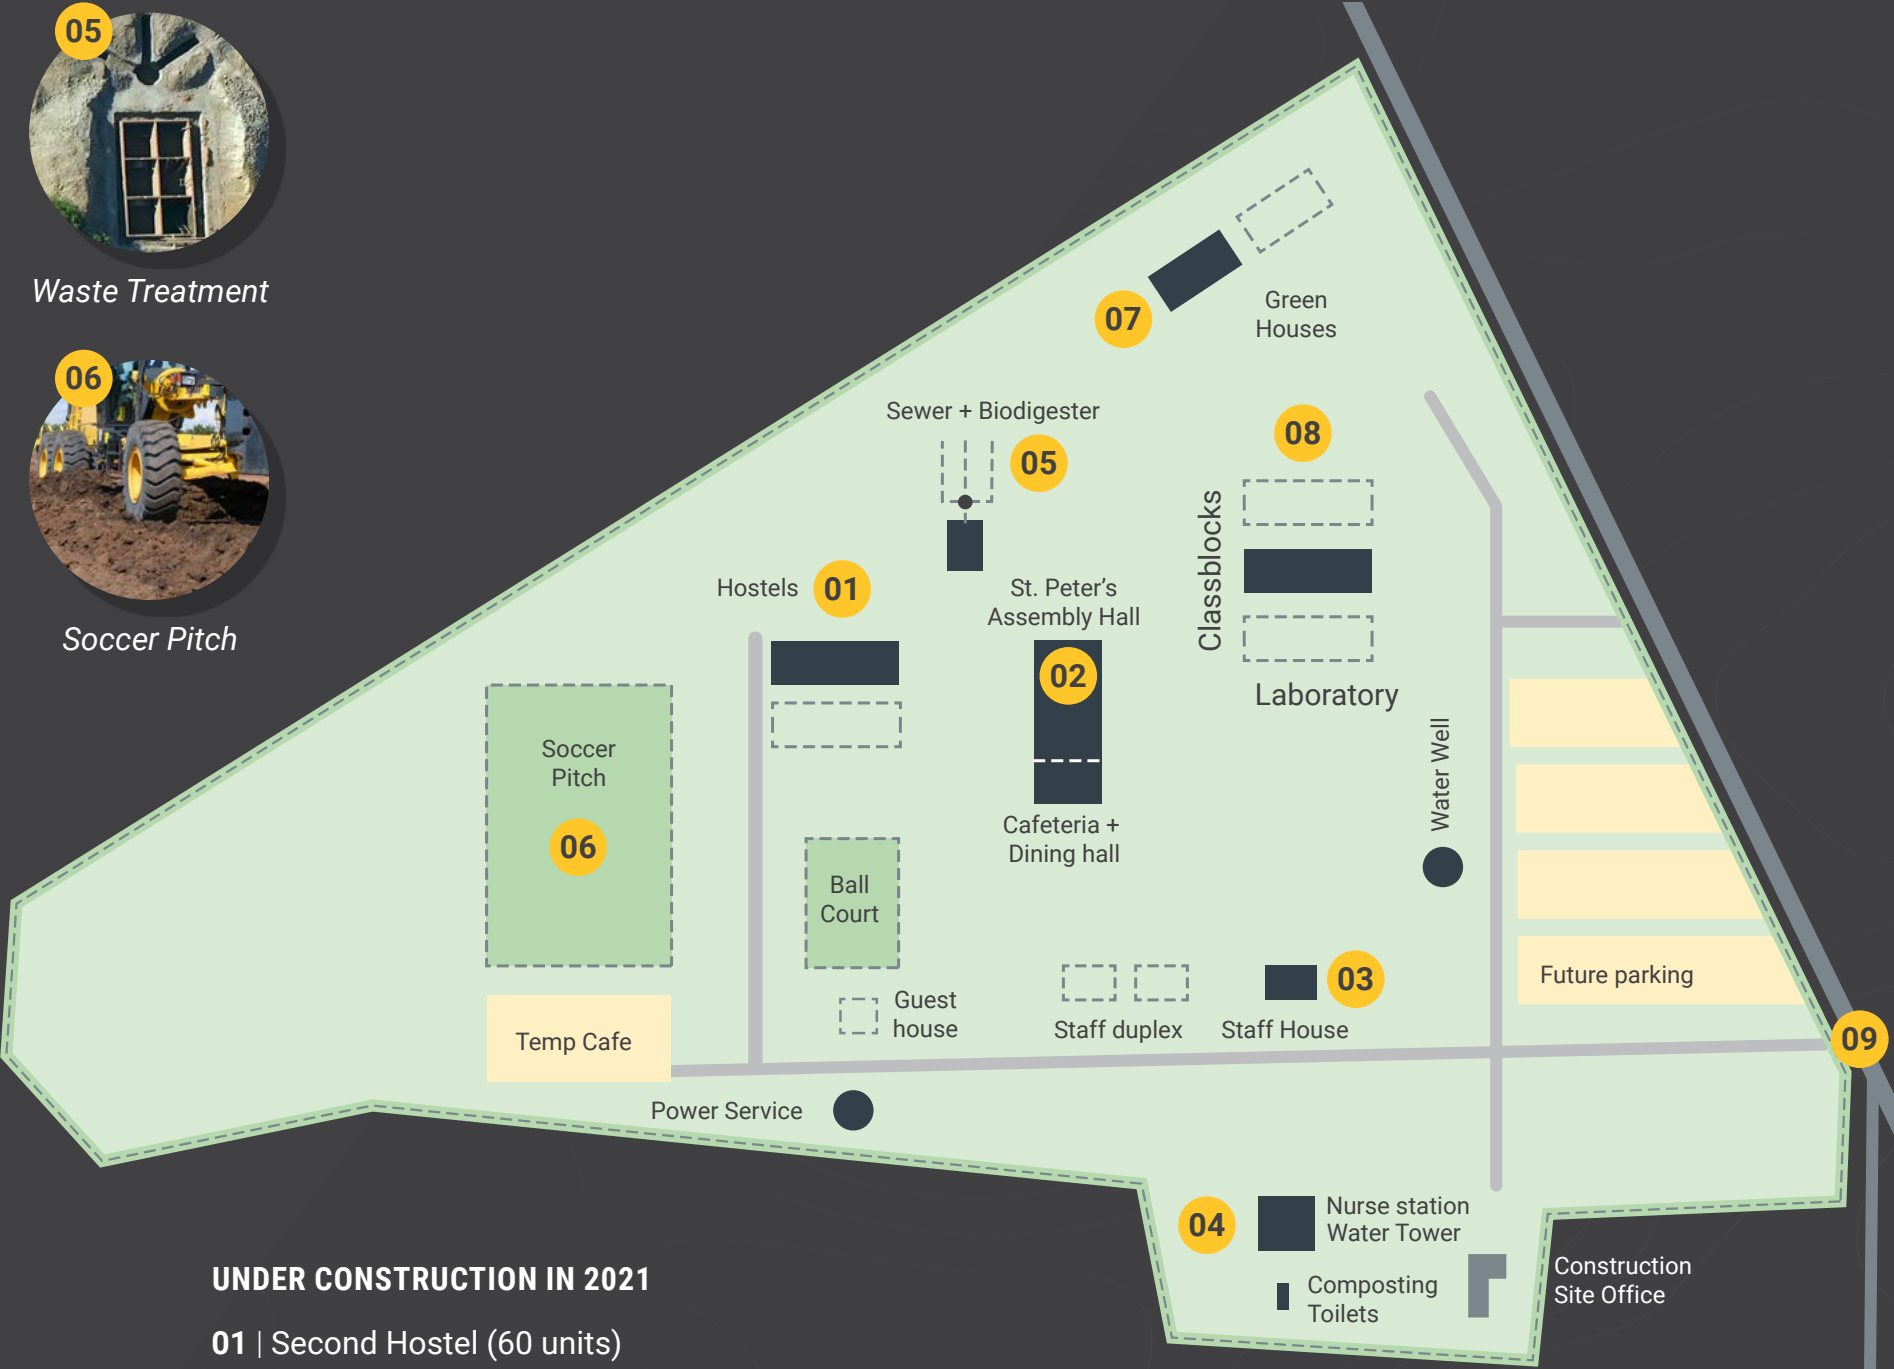 05
Waste Treatment
06
Soccer Pitch
07
Green
Houses
Sewer + Biodigester
05
08
Classblocks
Laboratory
Hostels
01
St. Peter’s
Assembly Hall
02
Cafeteria +
Dining hall
Soccer
Pitch
06
Ball
Court
Water Well
Future parking
Guest
house
Staff duplex
Staff House
03
Temp Cafe
09
Power Service
04
Nurse station
Water Tower
Composting
Toilets
Construction
Site Office
UNDER CONSTRUCTION IN 2021
01 | Second Hostel (60 units)